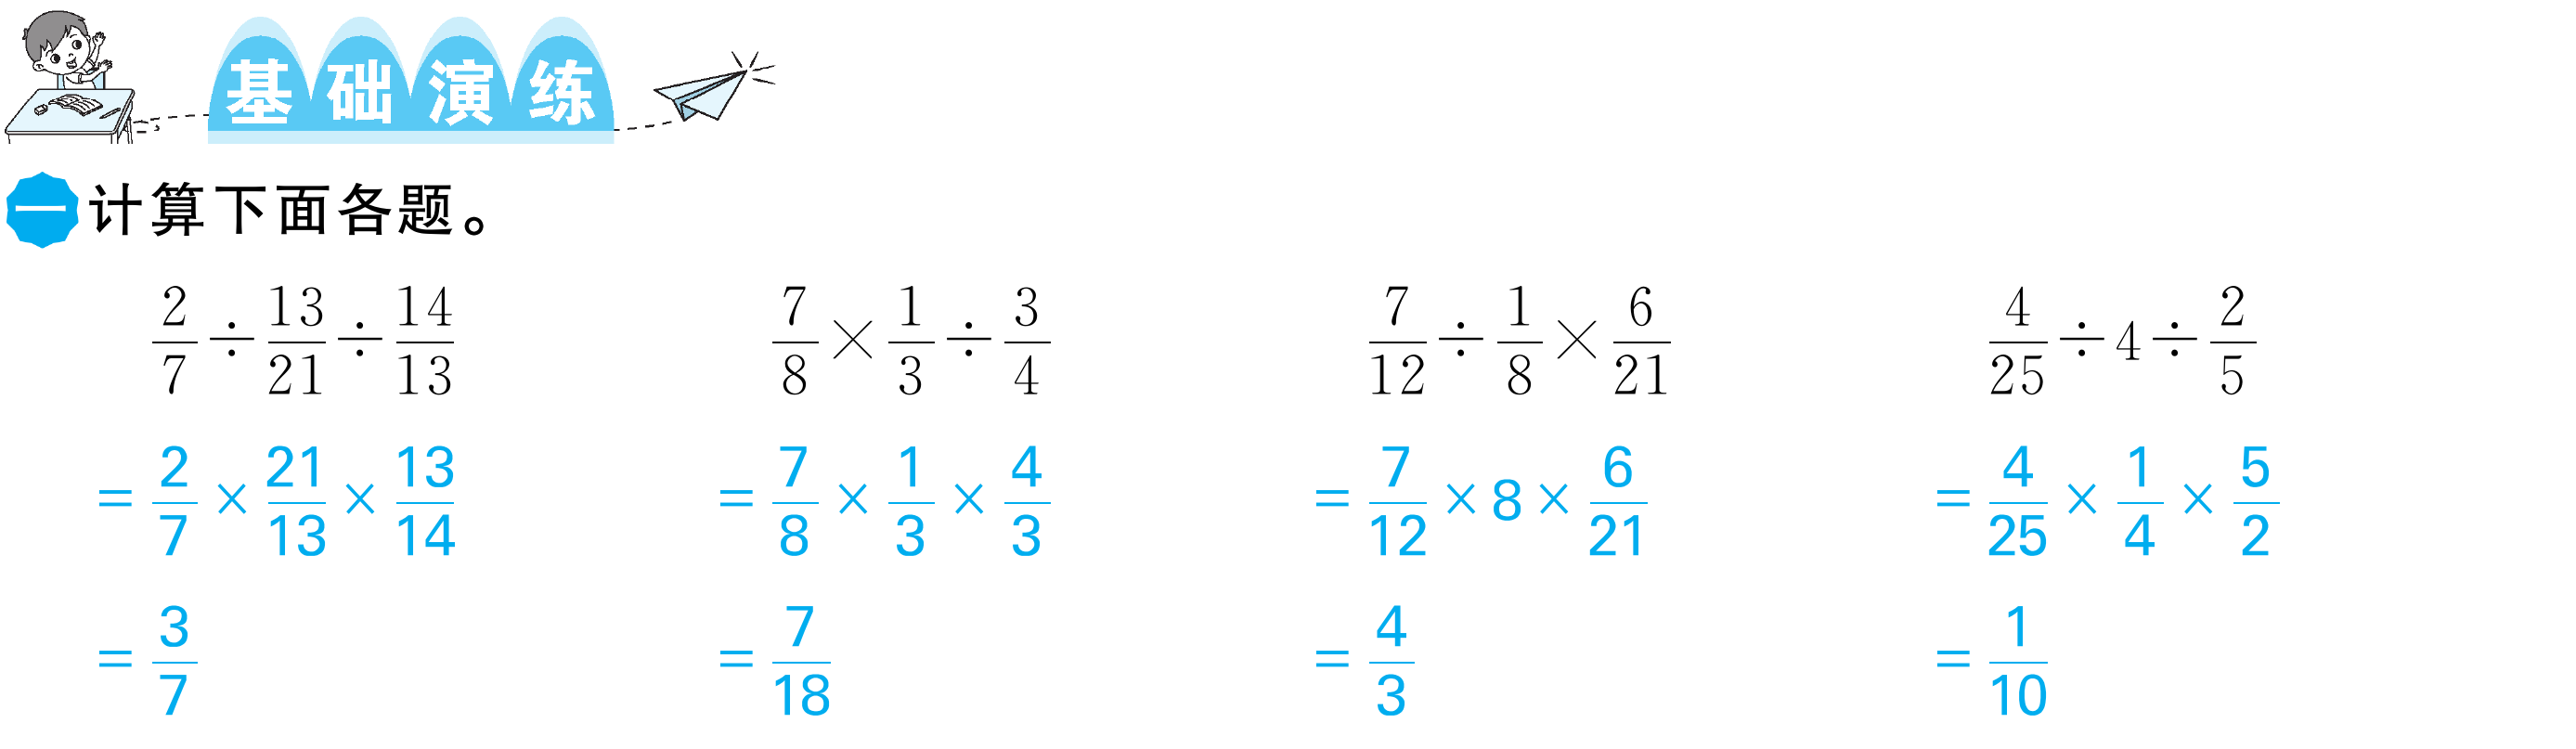 基础演练
一 计算下面各题。
2/7 ÷ 13/21 ÷ 14/13  7/8 × 1/3 ÷ 3/4  7/12 ÷ 1/8 × 6/21  4/25 ÷ 4 ÷ 2/5
= 2/7 × 21/13 × 13/14  = 7/8 × 1/3 × 4/3  = 7/12 × 8 × 6/21  = 4/25 × 1/4 × 5/2
= 3/7  = 7/18  = 4/3  = 1/10